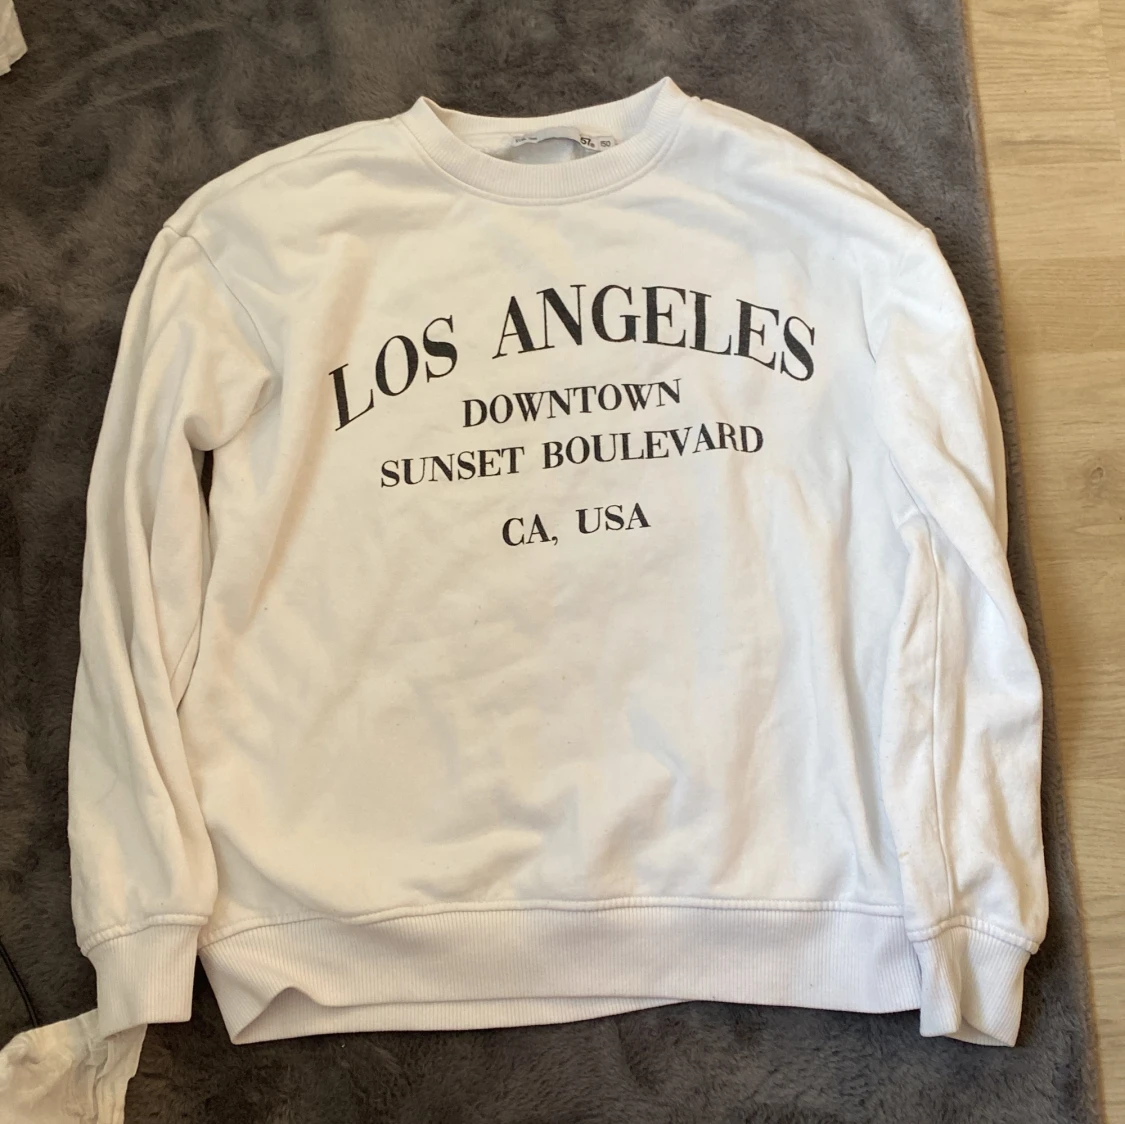 LOS ANGELES
DOWNTOWN
SUNSET BOULEVARD
CA, USA